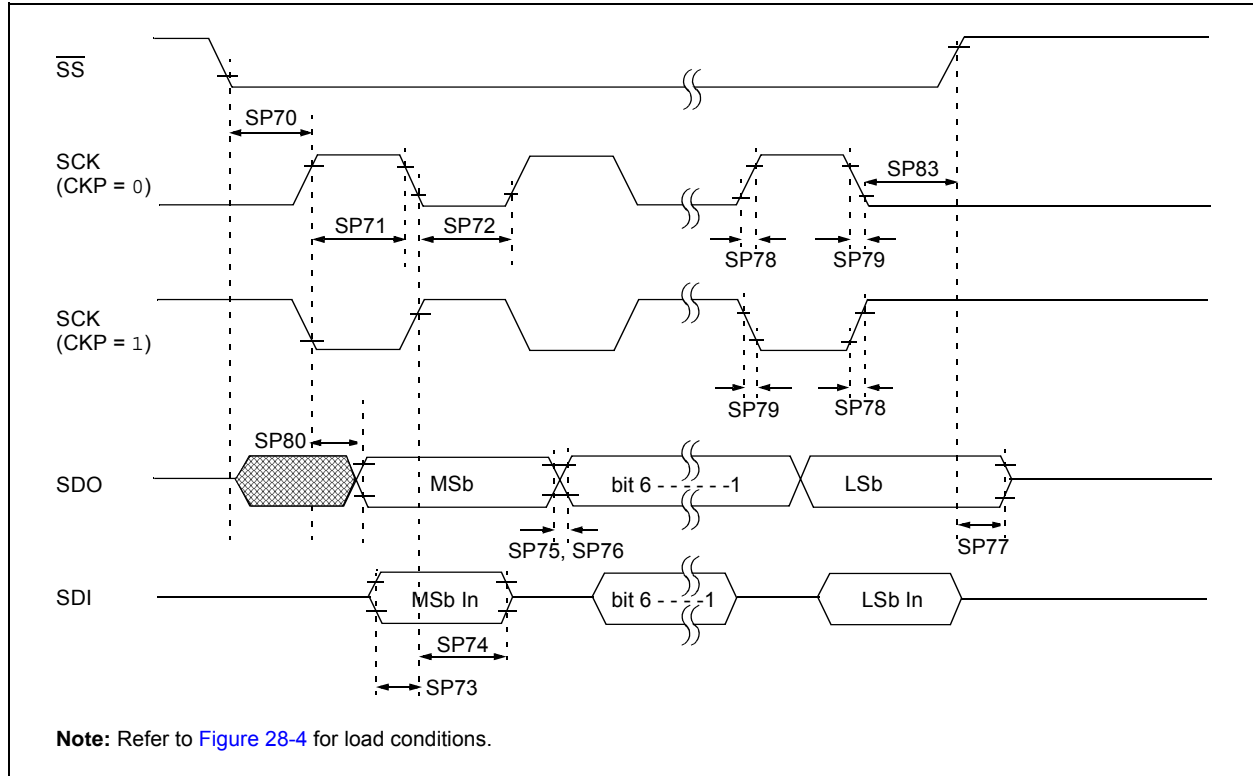 SS
SP70
SCK
(CKP = 0)
SP83
SP71
SP72
SP78
SP79
SCK
(CKP = 1)
SP79
SP78
SP80
SDO
MSb
bit 6 - - - - - - -1
LSb
SP75, SP76
SP77
SDI
MSb In
bit 6 - - - -1
LSb In
SP74
SP73
Note: Refer to Figure 28-4 for load conditions.